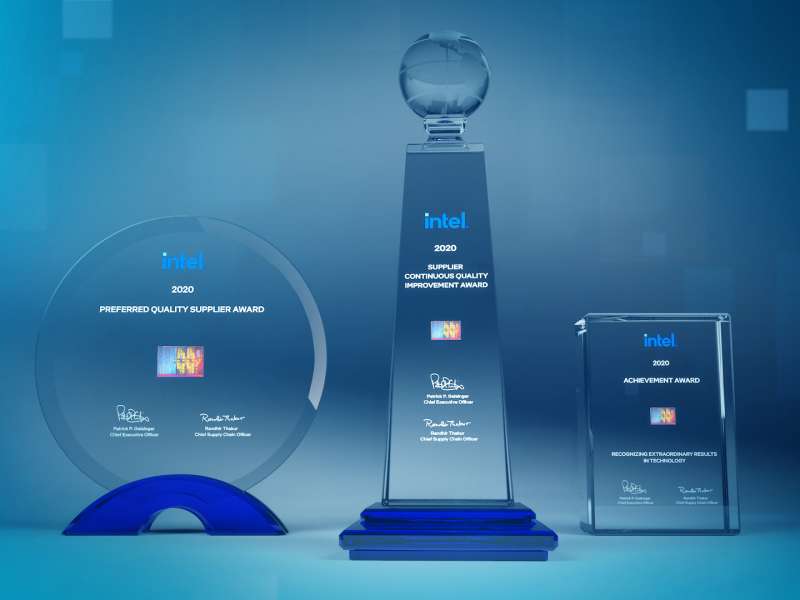 intel
2020
PREFERRED QUALITY SUPPLIER AWARD
Patrick P. Gelsinger
Chief Executive Officer
Randhir Thakur
Chief Supply Chain Officer
intel
2020
SUPPLIER
CONTINUOUS QUALITY
IMPROVEMENT AWARD
Patrick P. Gelsinger
Chief Executive Officer
Randhir Thakur
Chief Supply Chain Officer
intel
2020
ACHIEVEMENT AWARD
RECOGNIZING EXTRAORDINARY RESULTS
IN TECHNOLOGY
Patrick P. Gelsinger
Chief Executive Officer
Randhir Thakur
Chief Supply Chain Officer